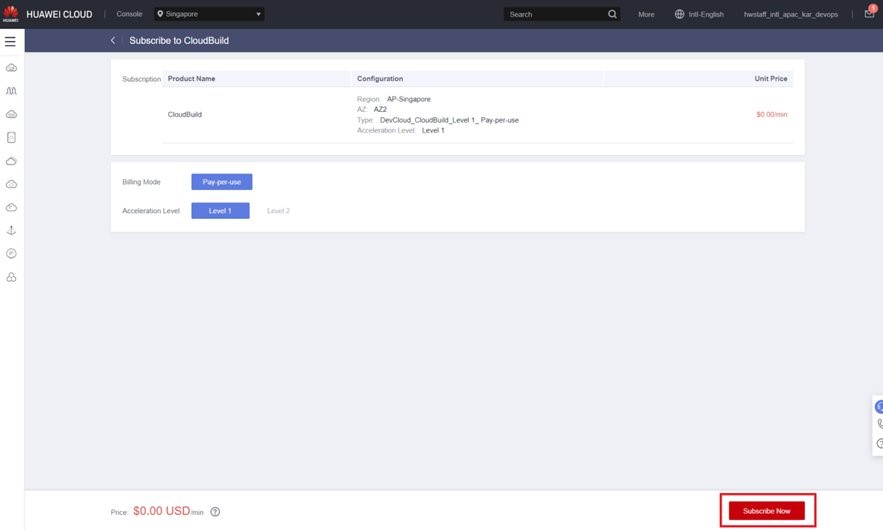 HUAWEI
HUAWEI CLOUD
Console
Singapore
Search
More
Intl-English
hwstaff_intl_apac_kar_devops
Subscribe to CloudBuild
Subscription
Product Name
Configuration
Unit Price
CloudBuild
Region: AP-Singapore
AZ: AZ2
Type: DevCloud_CloudBuild_Level 1_ Pay-per-use
Acceleration Level: Level 1
$0.00/min
Billing Mode
Pay-per-use
Acceleration Level
Level 1
Level 2
Price: $0.00 USD/min
Subscribe Now